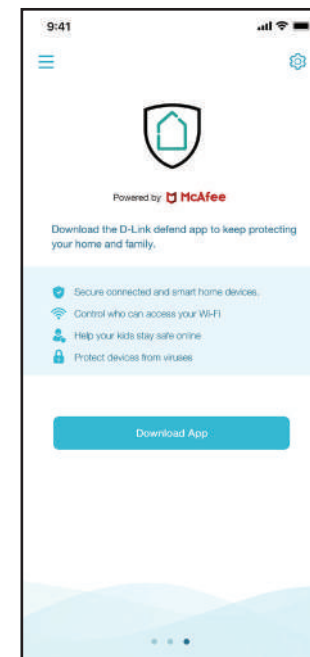 9:41
Powered by McAfee
Download the D-Link defend app to keep protecting
your home and family.
Secure connected and smart home devices.
Control who can access your Wi-Fi
Help your kids stay safe online
Protect devices from viruses
Download App